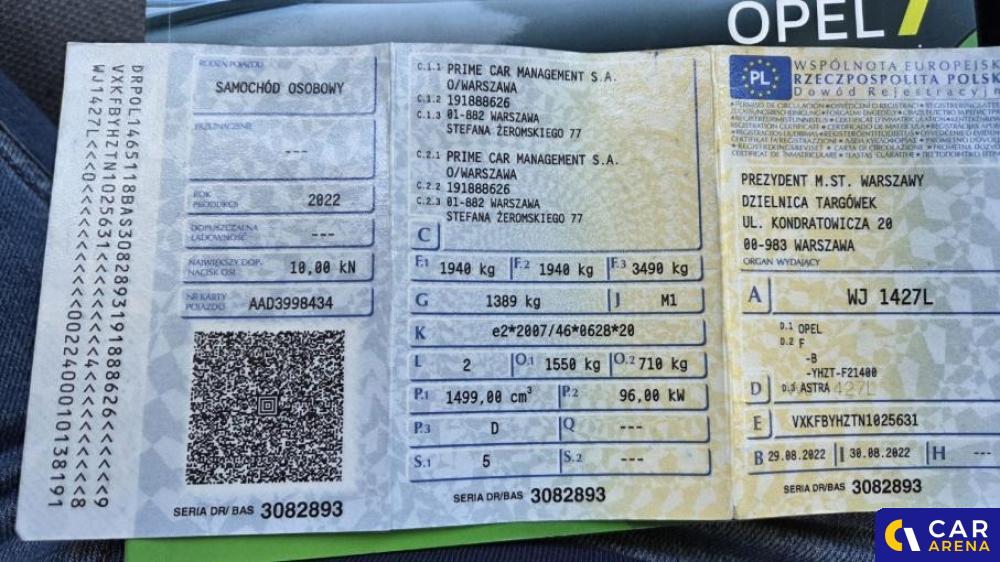 OPEL
DRPOL1465118BAS3082893191888626<<<<<<<9
VXKFBYHZTN1025631<<<<<<<<<
WJ1427L<<<
RODZAJ POJAZDU
SAMOCHÓD OSOBOWY
PRZEZNACZENIE
---
ROK PRODUKCJI
2022
DOPUSZCZALNA ŁADOWNOŚĆ
---
NAJWIĘKSZY DOP. NACISK OSI
10,00 kN
NR KARTY POJAZDU
AAD3998434
SERIA DR/BAS 3082893
C.1.1 PRIME CAR MANAGEMENT S.A.
O/WARSZAWA
C.1.2 191888626
C.1.3 01-882 WARSZAWA
STEFANA ŻEROMSKIEGO 77
C.2.1 PRIME CAR MANAGEMENT S.A.
O/WARSZAWA
C.2.2 191888626
C.2.3 01-882 WARSZAWA
STEFANA ŻEROMSKIEGO 77
C
F.1 1940 kg F.2 1940 kg F.3 3490 kg
G 1389 kg J M1
K e2*2007/46*0628*20
L 2 O.1 1550 kg O.2 710 kg
P.1 1499,00 cm³ P.2 96,00 kW
P.3 D Q ---
S.1 5 S.2 ---
SERIA DR/BAS 3082893
PL
WSPÓLNOTA EUROPEJSK
RZECZPOSPOLITA POLSK
Dowód Rejestracyjn
PREZYDENT M.ST. WARSZAWY
DZIELNICA TARGÓWEK
UL. KONDRATOWICZA 20
00-983 WARSZAWA
ORGAN WYDAJĄCY
A WJ 1427L
D.1 OPEL
D.2 F
-B
-YHZT-F21400
D D.3 ASTRA 427L
E VXKFBYHZTN1025631
B 29.08.2022 I 30.08.2022 H ---
SERIA DR/BAS 3082893
CAR
ARENA